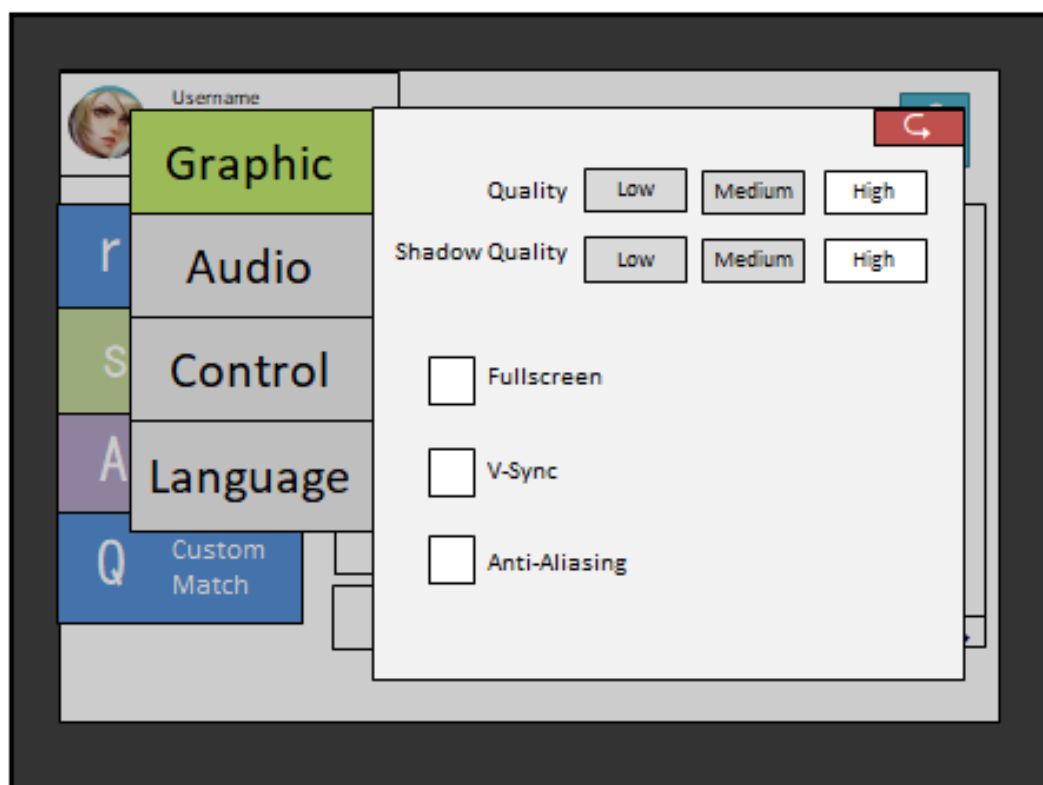 Username
Graphic
Quality Low Medium High
Shadow Quality Low Medium High
r
Audio
s
Control
Fullscreen
A
Language
V-Sync
Q
Custom
Match
Anti-Aliasing